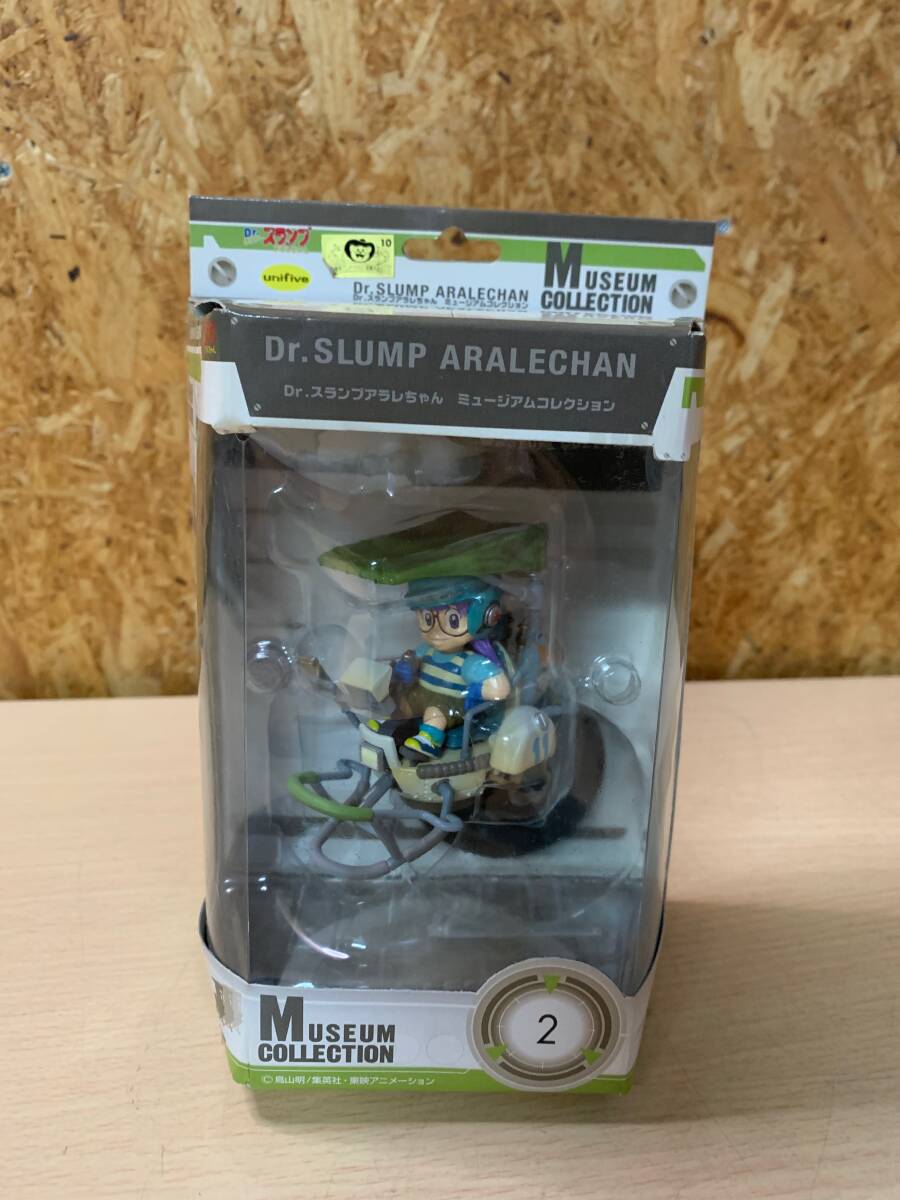 Dr.スランプ
10
unifive
Dr.SLUMP ARALECHAN
Dr.スランプアラレちゃん ミュージアムコレクション
MUSEUM
COLLECTION
Dr.SLUMP ARALECHAN
Dr.スランプアラレちゃん ミュージアムコレクション
11
MUSEUM
COLLECTION
2
©鳥山明/集英社・東映アニメーション